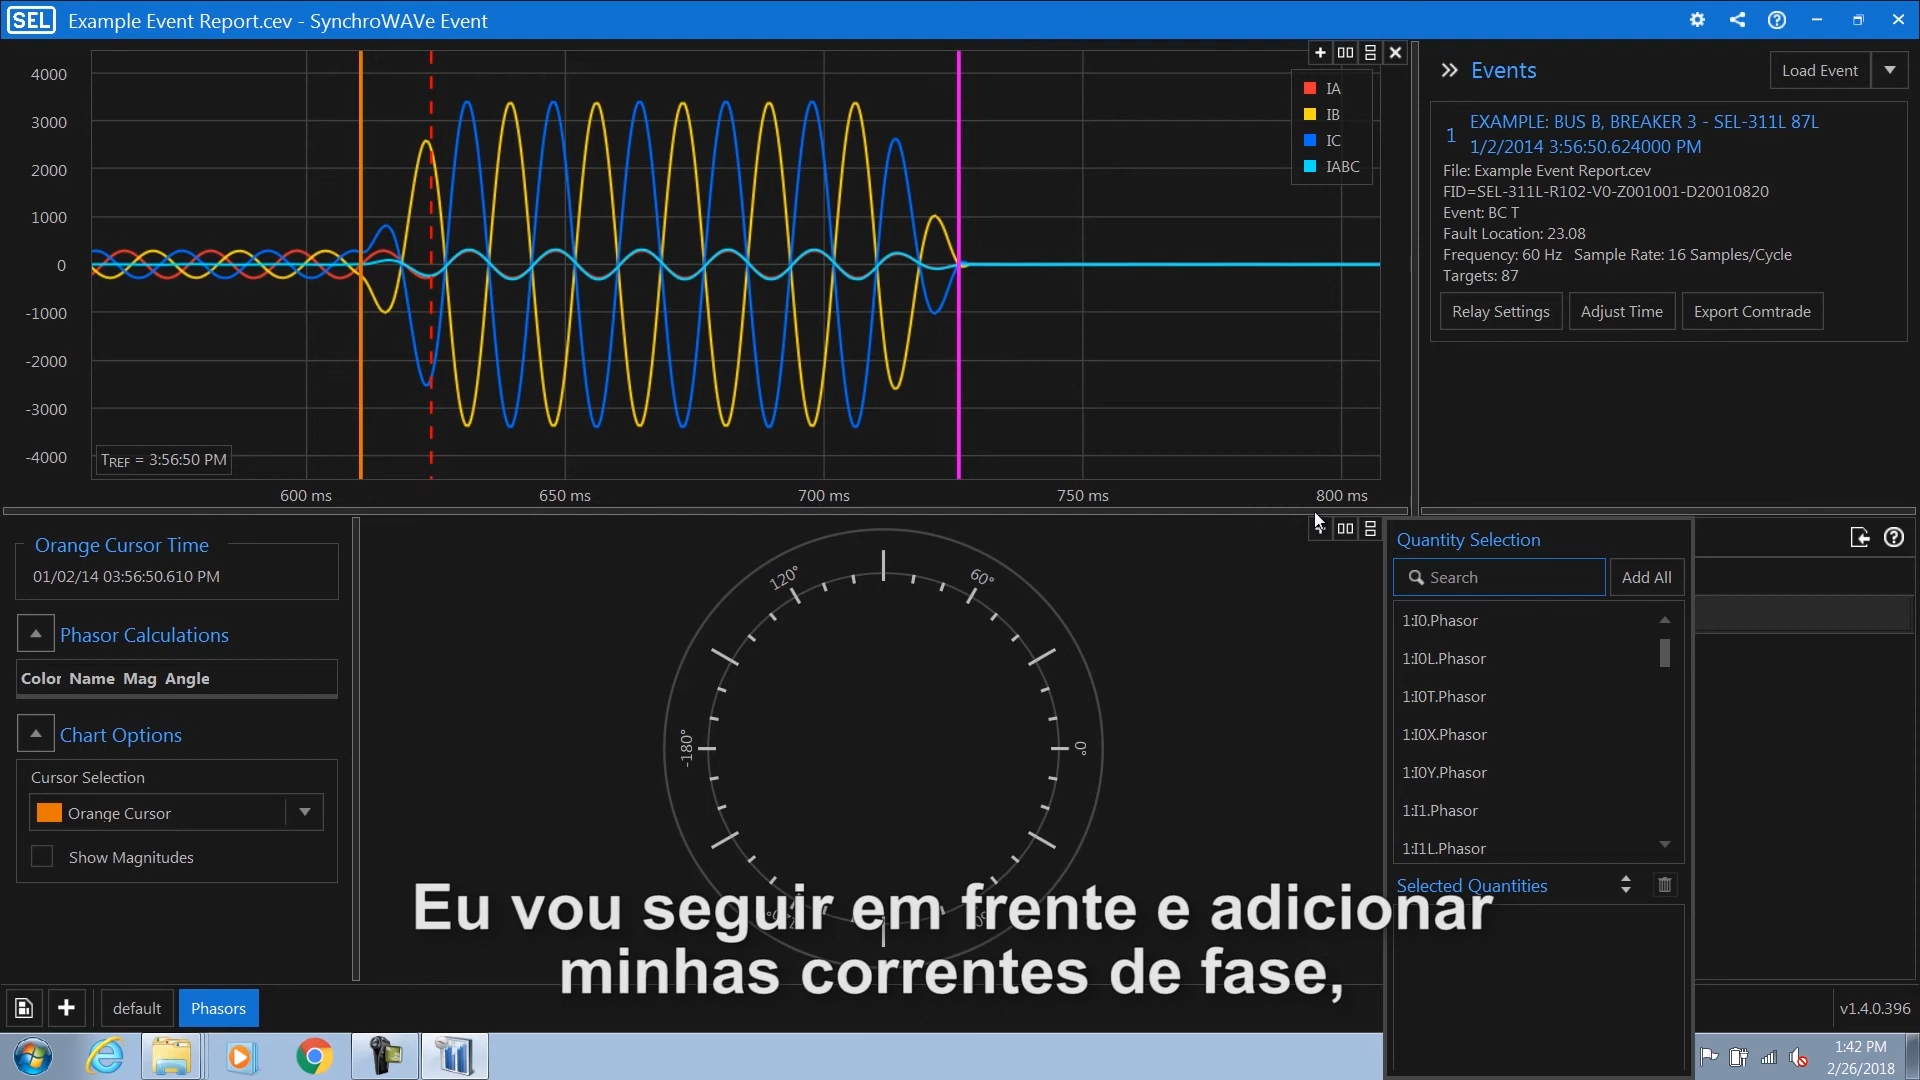 SEL Example Event Report.cev - SynchroWAVe Event
4000
3000
2000
1000
0
-1000
-2000
-3000
-4000
IA
IB
IC
IABC
TREF = 3:56:50 PM
600 ms
650 ms
700 ms
750 ms
800 ms
Events
Load Event
1
EXAMPLE: BUS B, BREAKER 3 - SEL-311L 87L
1/2/2014 3:56:50.624000 PM
File: Example Event Report.cev
FID=SEL-311L-R102-V0-Z001001-D20010820
Event: BC T
Fault Location: 23.08
Frequency: 60 Hz Sample Rate: 16 Samples/Cycle
Targets: 87
Relay Settings
Adjust Time
Export Comtrade
Orange Cursor Time
01/02/14 03:56:50.610 PM
Phasor Calculations
Color Name Mag Angle
Chart Options
Cursor Selection
Orange Cursor
Show Magnitudes
120°
60°
-180°
0°
Quantity Selection
Search
Add All
1:I0.Phasor
1:I0L.Phasor
1:I0T.Phasor
1:I0X.Phasor
1:I0Y.Phasor
1:I1.Phasor
1:I1L.Phasor
Selected Quantities
Eu vou seguir em frente e adicionar
minhas correntes de fase,
default
Phasors
v1.4.0.396
1:42 PM
2/26/2018